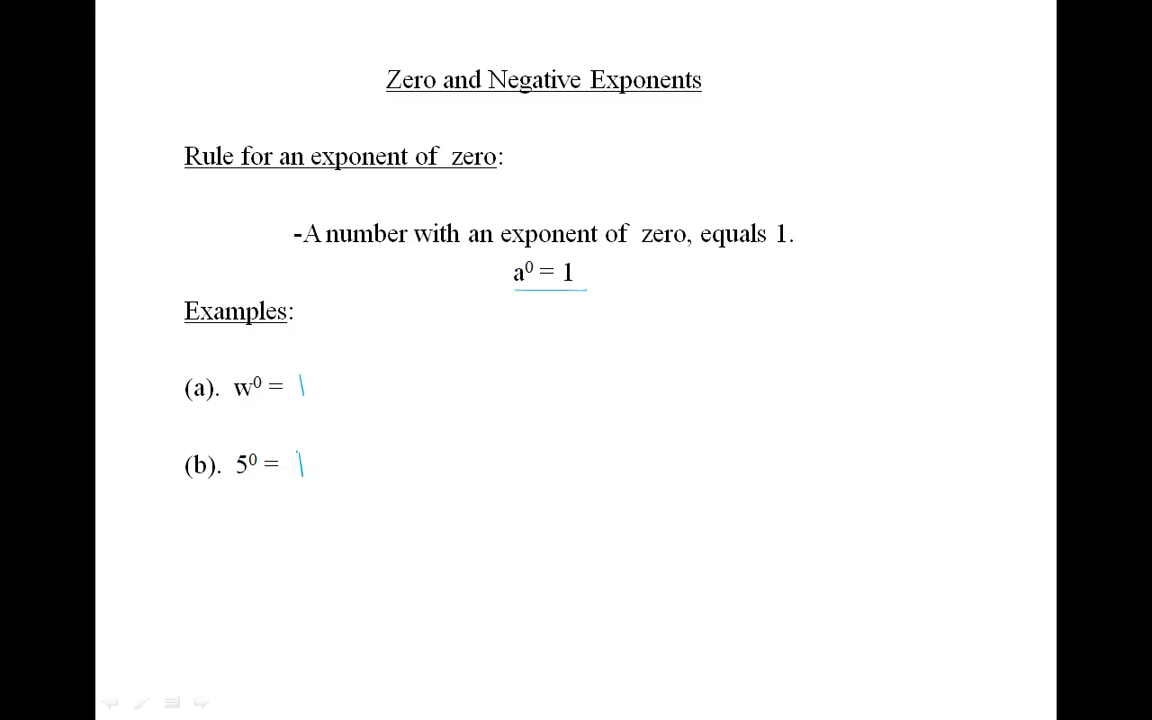 Zero and Negative Exponents
Rule for an exponent of zero:
-A number with an exponent of zero, equals 1.
a⁰ = 1
Examples:
(a). w⁰ = 1
(b). 5⁰ = 1